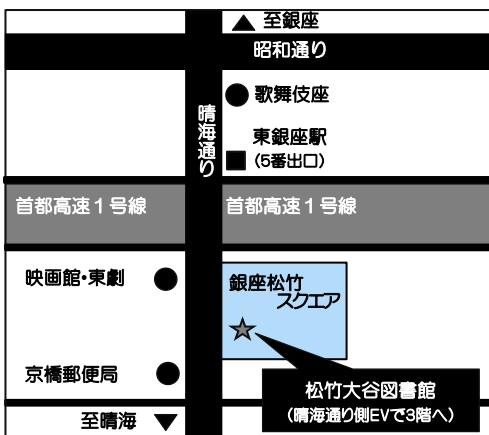 至銀座
昭和通り
歌舞伎座
晴海通り
東銀座駅
(5番出口)
首都高速1号線
首都高速1号線
映画館・東劇
銀座松竹
スクエア
京橋郵便局
松竹大谷図書館
(晴海通り側EVで3階へ)
至晴海